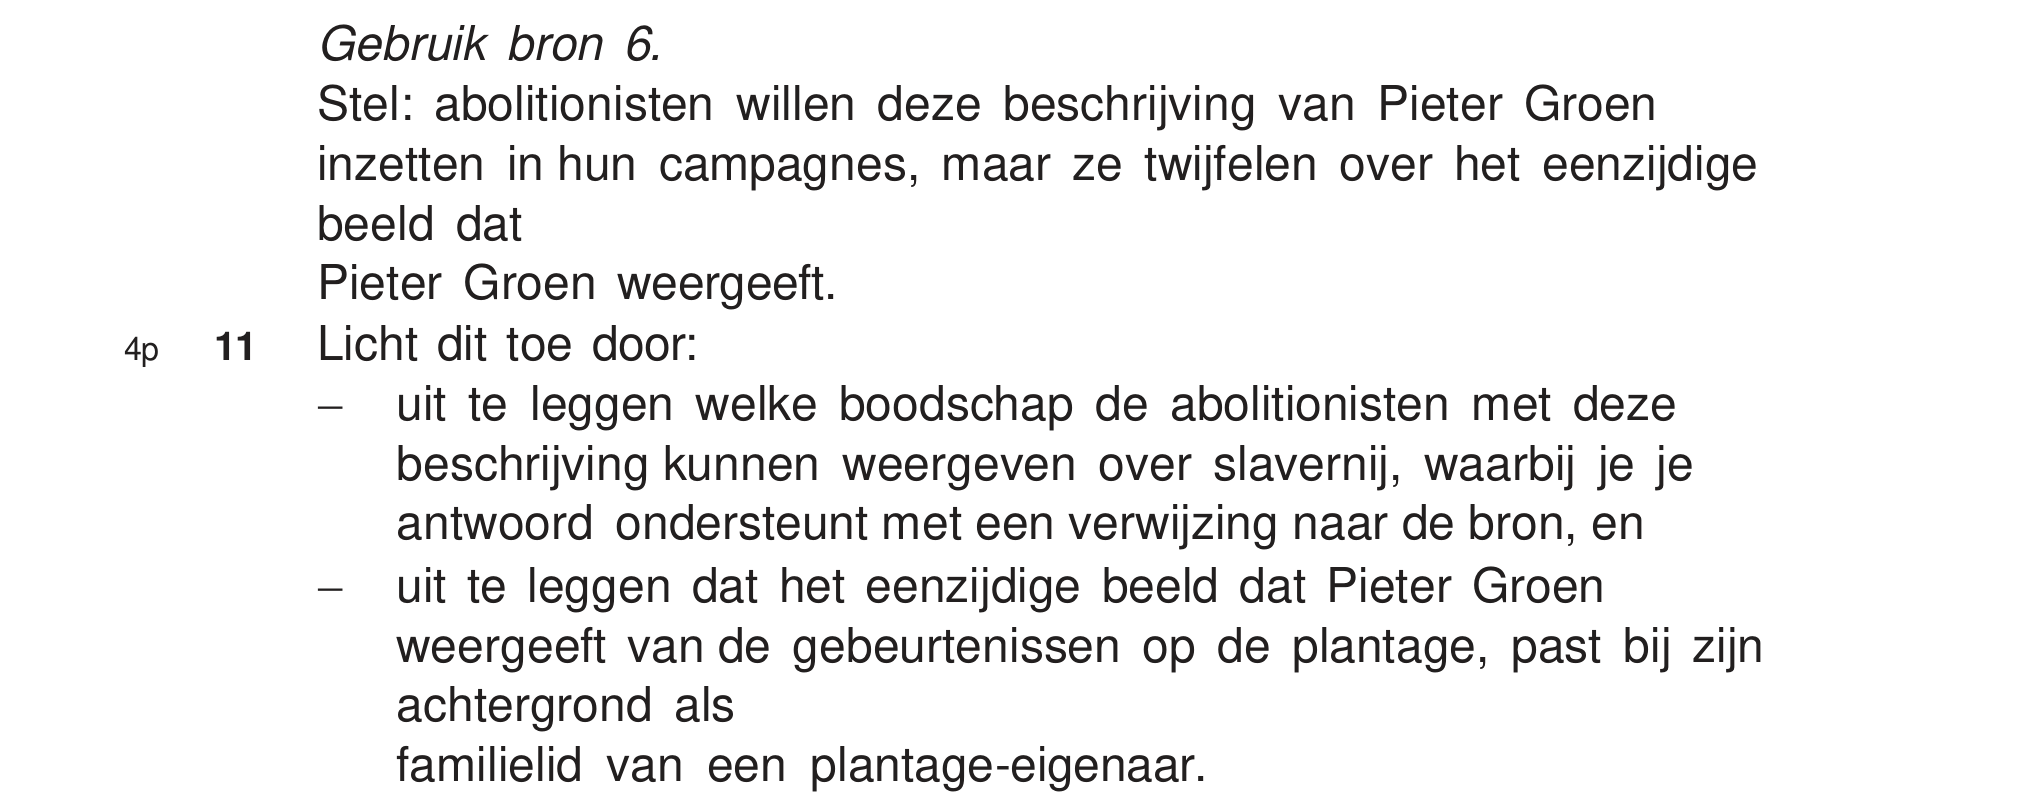 Gebruik bron 6.
Stel: abolitionisten willen deze beschrijving van Pieter Groen
inzetten in hun campagnes, maar ze twijfelen over het eenzijdige
beeld dat
Pieter Groen weergeeft.
4p 11 Licht dit toe door:
– uit te leggen welke boodschap de abolitionisten met deze
beschrijving kunnen weergeven over slavernij, waarbij je je
antwoord ondersteunt met een verwijzing naar de bron, en
– uit te leggen dat het eenzijdige beeld dat Pieter Groen
weergeeft van de gebeurtenissen op de plantage, past bij zijn
achtergrond als
familielid van een plantage-eigenaar.